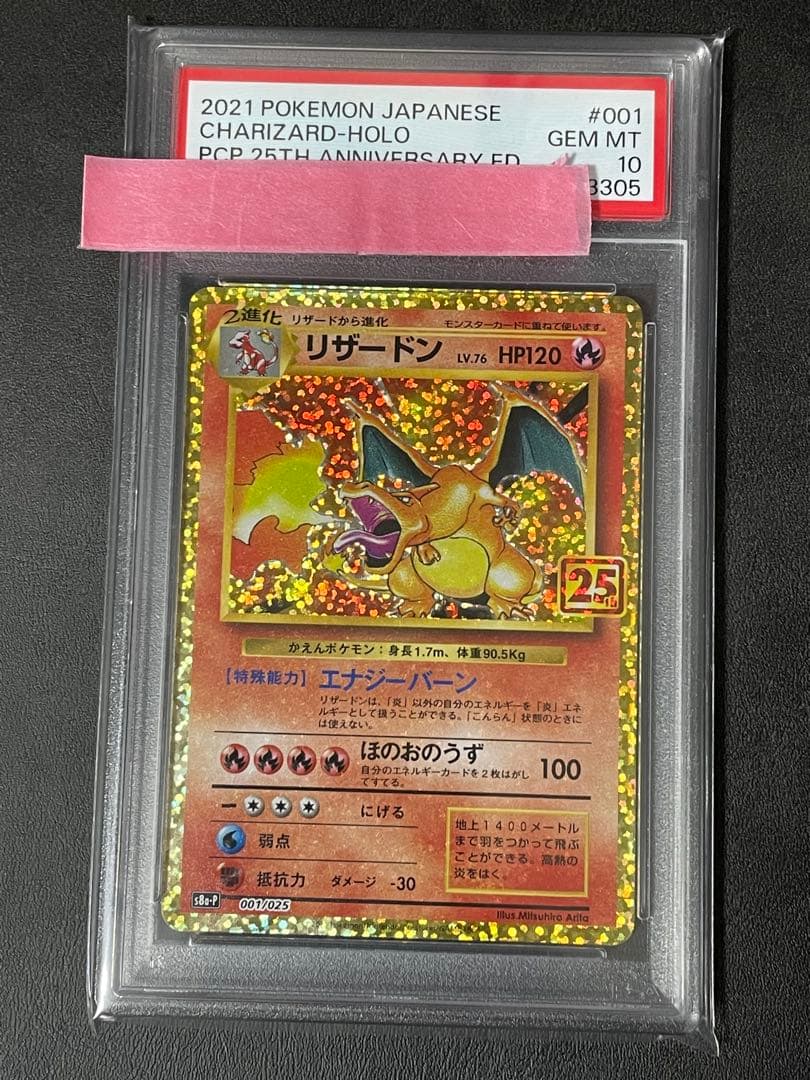 2021 POKEMON JAPANESE #001
CHARIZARD-HOLO GEM MT
PCP 25TH ANNIVERSARY ED 10
3305
2進化 リザードから進化 モンスターカードに重ねて使います。
リザードン LV.76 HP120
25th
かえんポケモン:身長1.7m、体重90.5Kg
【特殊能力】エナジーバーン
リザードンは、「炎」以外の自分のエネルギーを「炎」エネ
ルギーとして扱うことができる。「こんらん」状態のときに
は使えない。
ほのおのうず 100
自分のエネルギーカードを2枚はがし
てすてる。
にげる
弱点
抵抗力 ダメージ -30
地上1400メートル
まで羽をつかって飛ぶ
ことができる。高熱の
炎をはく。
s8a-P 001/025
Illus.Mitsuhiro Arita